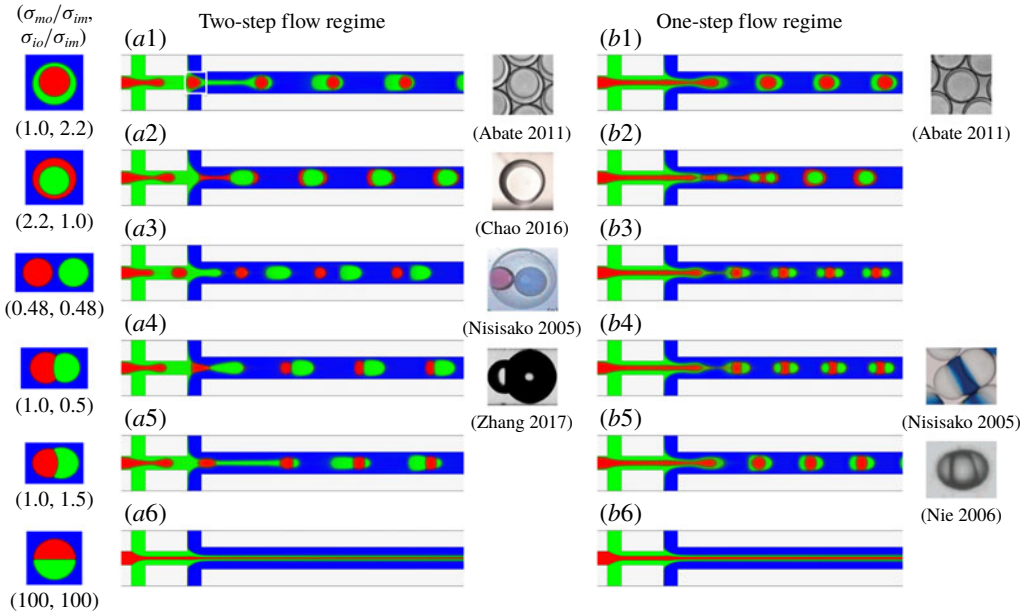 (σmo/σim,
σio/σim)
Two-step flow regime
One-step flow regime
(a1)
(b1)
(1.0, 2.2)
(Abate 2011)
(Abate 2011)
(a2)
(b2)
(2.2, 1.0)
(Chao 2016)
(a3)
(b3)
(0.48, 0.48)
(Nisisako 2005)
(a4)
(b4)
(1.0, 0.5)
(Zhang 2017)
(Nisisako 2005)
(a5)
(b5)
(1.0, 1.5)
(Nie 2006)
(a6)
(b6)
(100, 100)